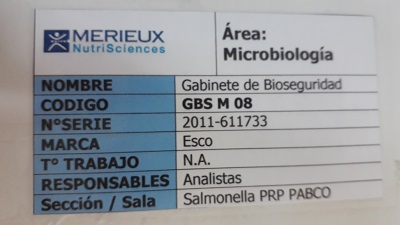 MERIEUX
NutriSciences
Área:
Microbiología
NOMBRE Gabinete de Bioseguridad
CODIGO GBS M 08
N°SERIE 2011-611733
MARCA Esco
T° TRABAJO N.A.
RESPONSABLES Analistas
Sección / Sala Salmonella PRP PABCO